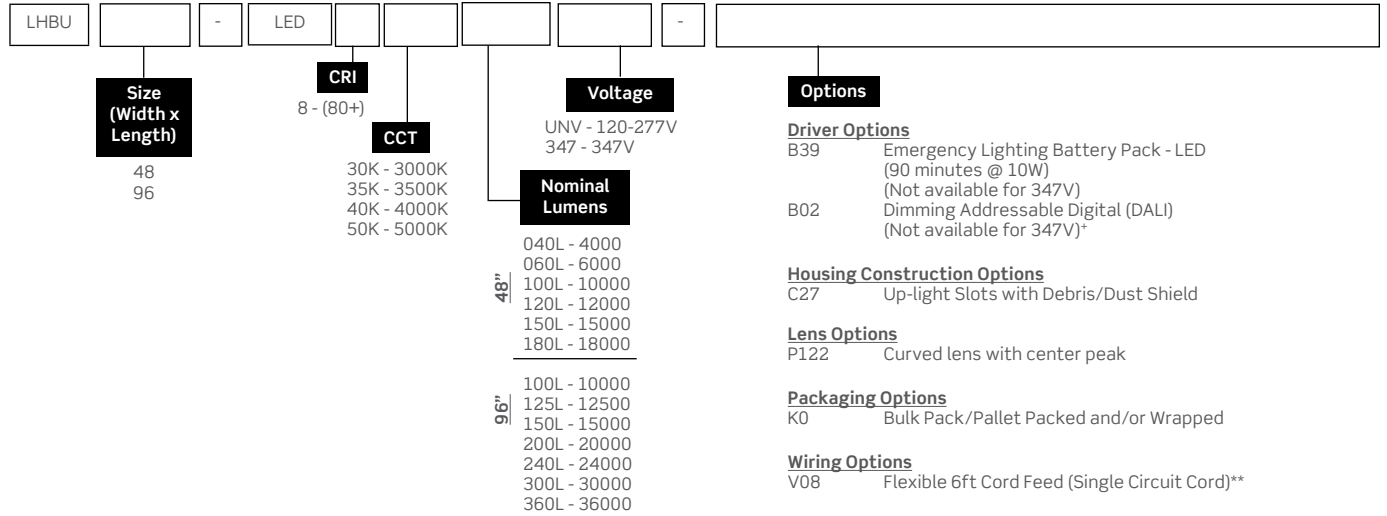 LHBU - LED -
Size
(Width x
Length)
48
96
CRI
8 - (80+)
CCT
30K - 3000K
35K - 3500K
40K - 4000K
50K - 5000K
Nominal
Lumens
48”
040L - 4000
060L - 6000
100L - 10000
120L - 12000
150L - 15000
180L - 18000
96”
100L - 10000
125L - 12500
150L - 15000
200L - 20000
240L - 24000
300L - 30000
360L - 36000
Voltage
UNV - 120-277V
347 - 347V
Options
Driver Options
B39 Emergency Lighting Battery Pack - LED
(90 minutes @ 10W)
(Not available for 347V)
B02 Dimming Addressable Digital (DALI)
(Not available for 347V)⁺
Housing Construction Options
C27 Up-light Slots with Debris/Dust Shield
Lens Options
P122 Curved lens with center peak
Packaging Options
K0 Bulk Pack/Pallet Packed and/or Wrapped
Wiring Options
V08 Flexible 6ft Cord Feed (Single Circuit Cord)**